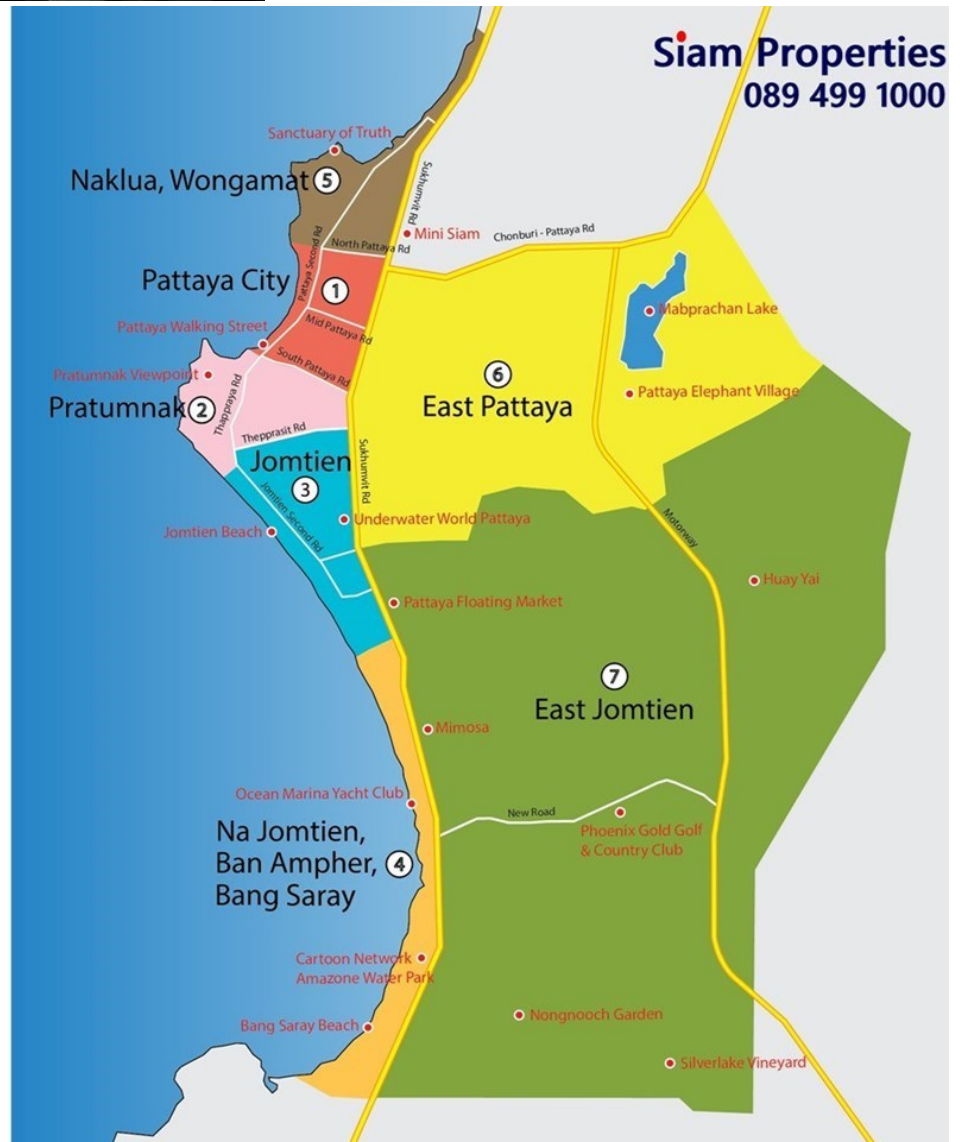 Siam Properties
089 499 1000
Sanctuary of Truth
Naklua, Wongamat 5
Sukhumvit Rd
Mini Siam
Chonburi - Pattaya Rd
North Pattaya Rd
Pattaya Second Rd
Pattaya City
1
Mabprachan Lake
Mid Pattaya Rd
Pattaya Walking Street
South Pattaya Rd
Pratumnak Viewpoint
6
East Pattaya
Pattaya Elephant Village
Pratumnak 2
Thappraya Rd
Thepprasit Rd
Jomtien
3
Sukhumvit Rd
Jomtien Second Rd
Underwater World Pattaya
Jomtien Beach
Motorway
Huay Yai
Pattaya Floating Market
7
East Jomtien
Mimosa
Ocean Marina Yacht Club
New Road
Phoenix Gold Golf
& Country Club
Na Jomtien,
Ban Ampher, 4
Bang Saray
Cartoon Network
Amazone Water Park
Nongnooch Garden
Bang Saray Beach
Silverlake Vineyard